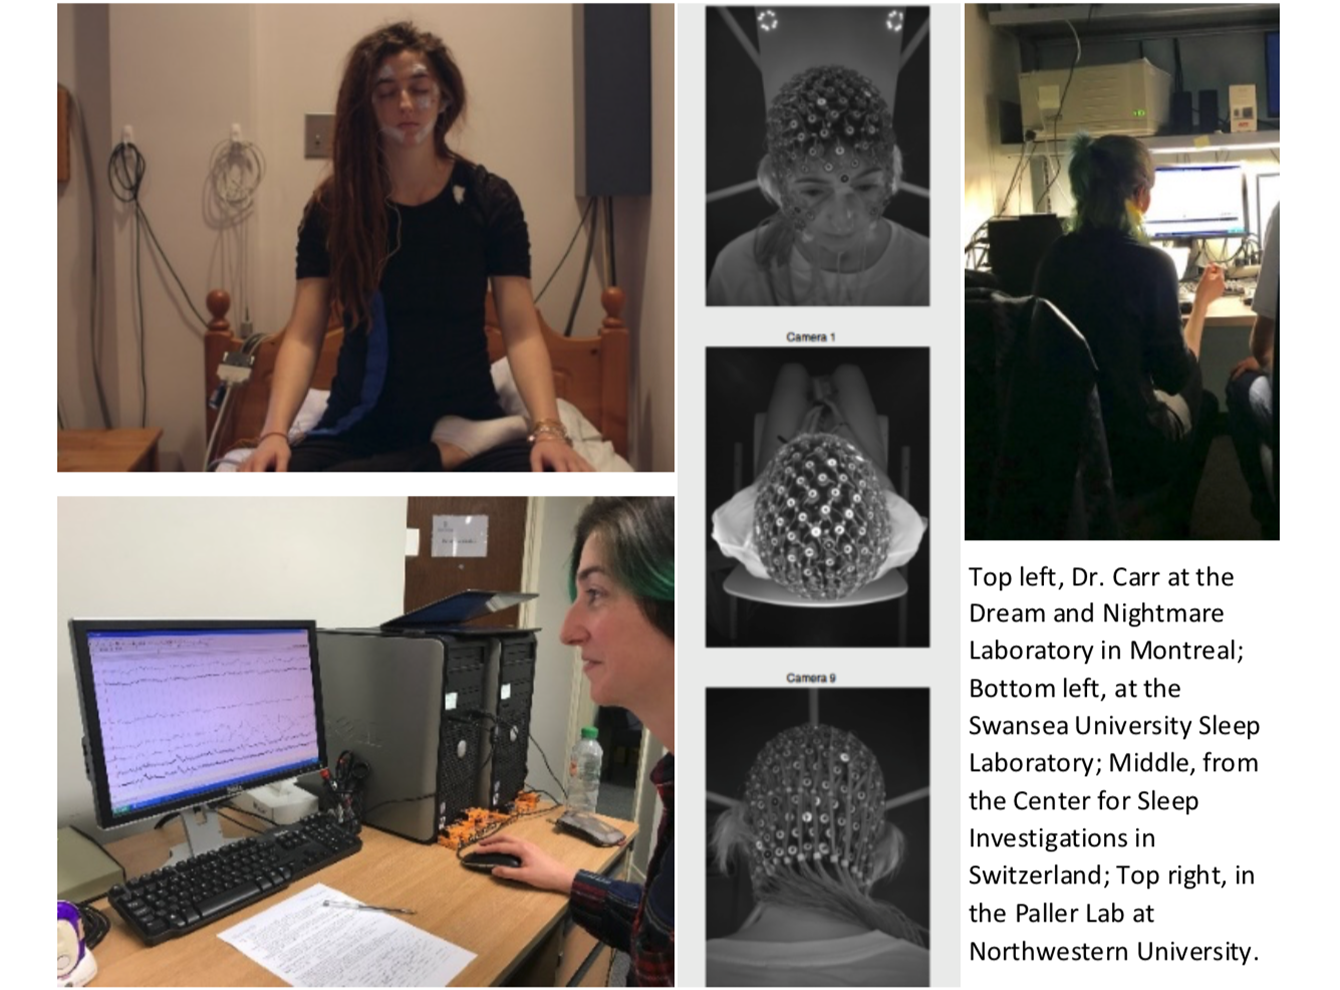 Camera 1
Camera 9
Top left, Dr. Carr at the
Dream and Nightmare
Laboratory in Montreal;
Bottom left, at the
Swansea University Sleep
Laboratory; Middle, from
the Center for Sleep
Investigations in
Switzerland; Top right, in
the Paller Lab at
Northwestern University.